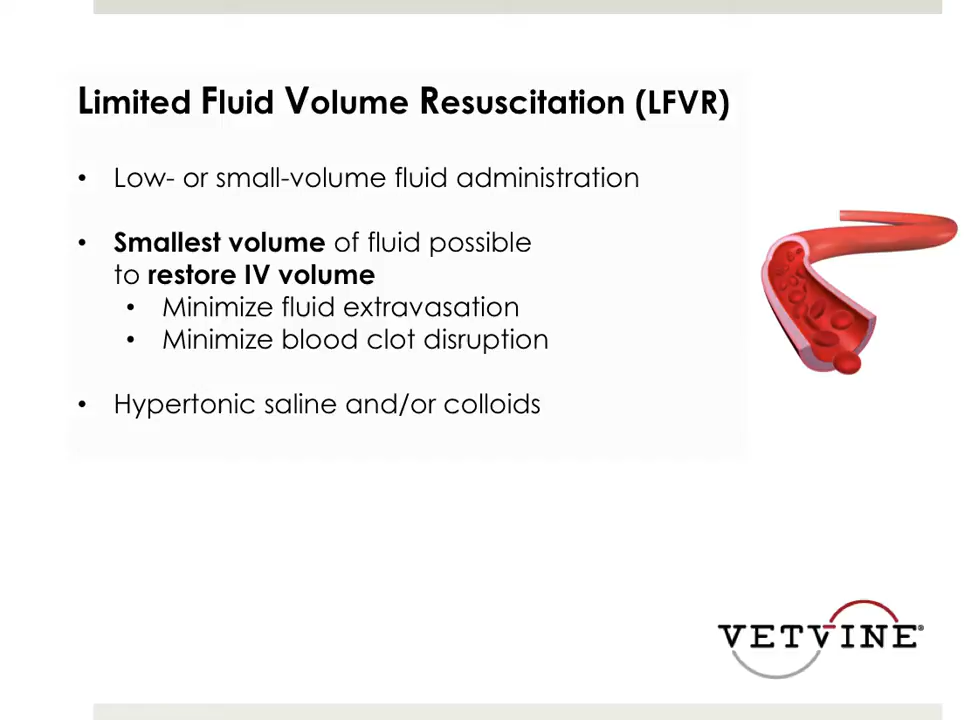 Limited Fluid Volume Resuscitation (LFVR)
• Low- or small-volume fluid administration
• Smallest volume of fluid possible
to restore IV volume
• Minimize fluid extravasation
• Minimize blood clot disruption
• Hypertonic saline and/or colloids
VETVINE®